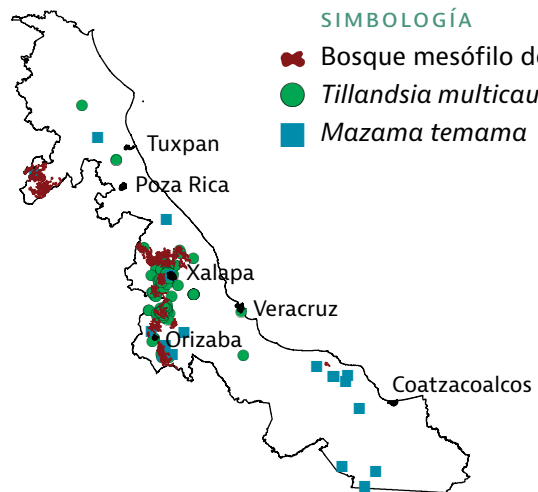 SIMBOLOGÍA
Bosque mesófilo de
Tillandsia multicau
Mazama temama
Tuxpan
Poza Rica
Xalapa
Veracruz
Orizaba
Coatzacoalcos